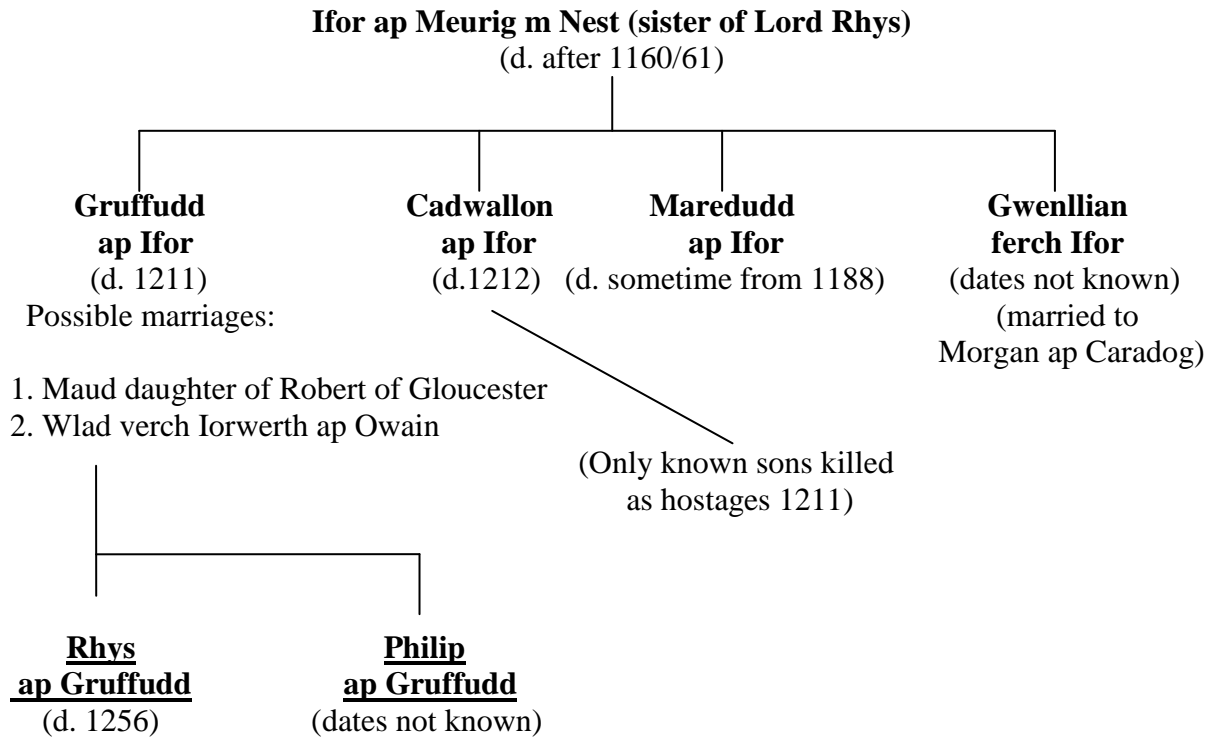 Ifor ap Meurig m Nest (sister of Lord Rhys)
(d. after 1160/61)
Gruffudd
ap Ifor
(d. 1211)
Possible marriages:
1. Maud daughter of Robert of Gloucester
2. Wlad verch Iorwerth ap Owain
Cadwallon
ap Ifor
(d.1212)
(Only known sons killed
as hostages 1211)
Maredudd
ap Ifor
(d. sometime from 1188)
Gwenllian
ferch Ifor
(dates not known)
(married to
Morgan ap Caradog)
Rhys
ap Gruffudd
(d. 1256)
Philip
ap Gruffudd
(dates not known)